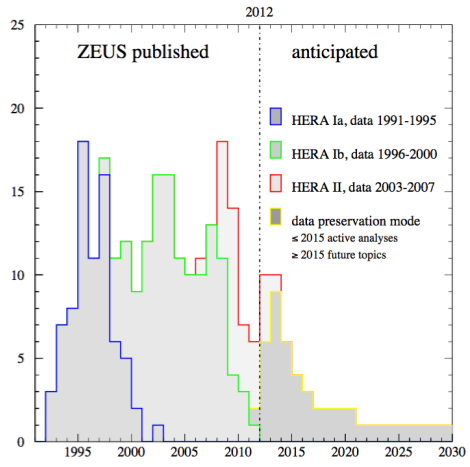 2012
25
ZEUS published
anticipated
20
HERA Ia, data 1991-1995
15
HERA Ib, data 1996-2000
HERA II, data 2003-2007
data preservation mode
≤ 2015 active analyses
10
≥ 2015 future topics
5
0
1995 2000 2005 2010 2015 2020 2025 2030